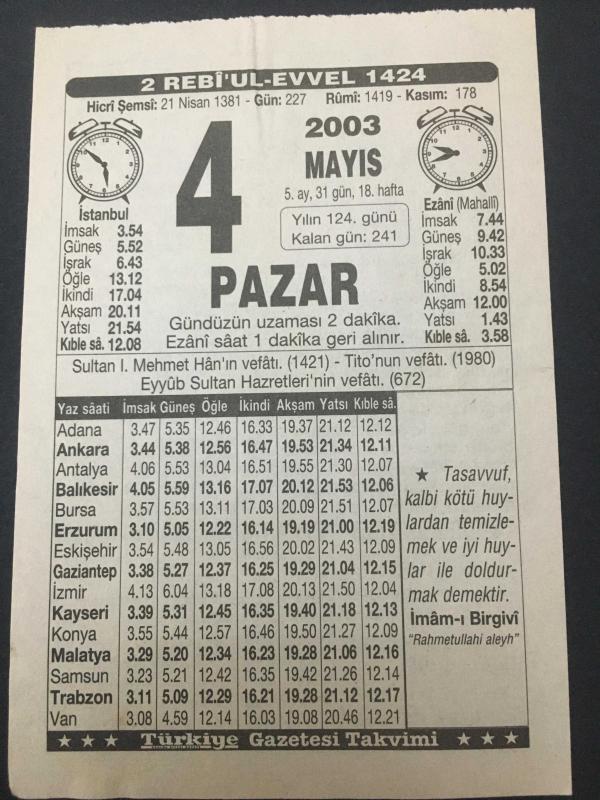 2 REBÎ'UL-EVVEL 1424
Hicrî Şemsî: 21 Nisan 1381 - Gün: 227 Rûmî: 1419 - Kasım: 178
4
2003
MAYIS
5. ay, 31 gün, 18. hafta
Yılın 124. günü
Kalan gün: 241
PAZAR
Gündüzün uzaması 2 dakîka.
Ezânî sâat 1 dakîka geri alınır.
İstanbul
İmsak 3.54
Güneş 5.52
İşrak 6.43
Öğle 13.12
İkindi 17.04
Akşam 20.11
Yatsı 21.54
Kıble sâ. 12.08
Ezânî (Mahallî)
İmsak 7.44
Güneş 9.42
İşrak 10.33
Öğle 5.02
İkindi 8.54
Akşam 12.00
Yatsı 1.43
Kıble sâ. 3.58
Sultan I. Mehmet Hân'ın vefâtı. (1421) - Tito'nun vefâtı. (1980)
Eyyûb Sultan Hazretleri'nin vefâtı. (672)
Yaz sâati İmsak Güneş Öğle İkindi Akşam Yatsı Kıble sâ.
Adana 3.47 5.35 12.46 16.33 19.37 21.12 12.12
Ankara 3.44 5.38 12.56 16.47 19.53 21.34 12.11
Antalya 4.06 5.53 13.04 16.51 19.55 21.30 12.07
Balıkesir 4.05 5.59 13.16 17.07 20.12 21.53 12.06
Bursa 3.57 5.53 13.11 17.03 20.09 21.51 12.07
Erzurum 3.10 5.05 12.22 16.14 19.19 21.00 12.19
Eskişehir 3.54 5.48 13.05 16.56 20.02 21.43 12.09
Gaziantep 3.38 5.27 12.37 16.25 19.29 21.04 12.15
İzmir 4.13 6.04 13.18 17.08 20.13 21.50 12.04
Kayseri 3.39 5.31 12.45 16.35 19.40 21.18 12.13
Konya 3.55 5.44 12.57 16.46 19.50 21.27 12.09
Malatya 3.29 5.20 12.34 16.23 19.28 21.06 12.16
Samsun 3.23 5.21 12.42 16.35 19.42 21.26 12.14
Trabzon 3.11 5.09 12.29 16.21 19.28 21.12 12.17
Van 3.08 4.59 12.14 16.03 19.08 20.46 12.21
★ Tasavvuf,
kalbi kötü huy-
lardan temizle-
mek ve iyi huy-
lar ile doldur-
mak demektir.
İmâm-ı Birgivî
"Rahmetullahi aleyh"
★ ★ ★ Türkiye Gazetesi Takvimi ★ ★ ★